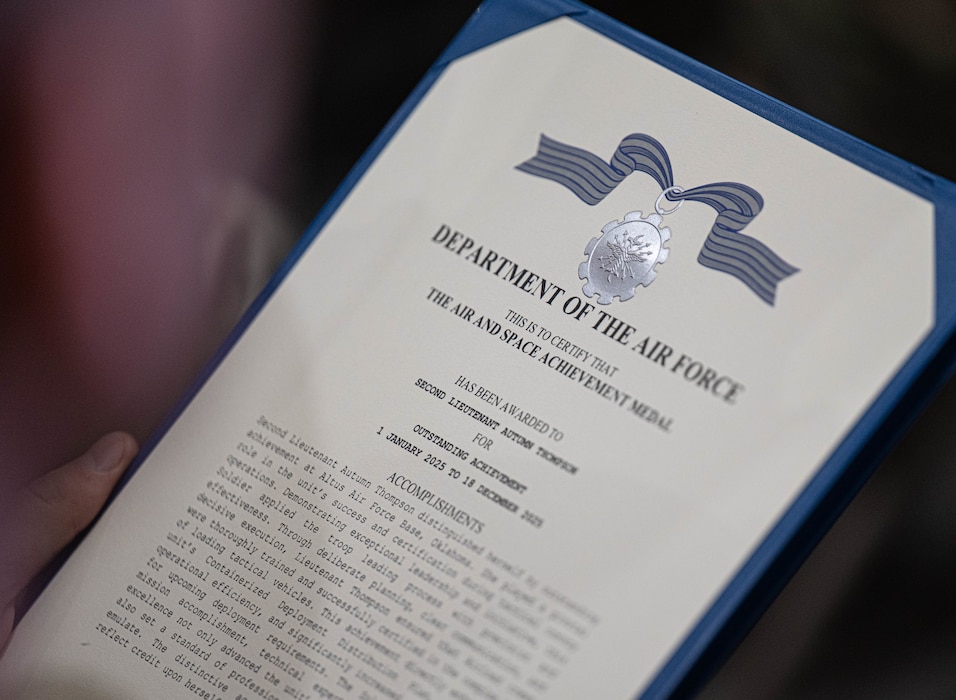 DEPARTMENT OF THE AIR FORCE
THIS IS TO CERTIFY THAT
THE AIR AND SPACE ACHIEVEMENT MEDAL
HAS BEEN AWARDED TO
SECOND LIEUTENANT AUTUMN THOMPSON
FOR
OUTSTANDING ACHIEVEMENT
1 JANUARY 2025 TO 18 DECEMBER 2025
ACCOMPLISHMENTS
Second Lieutenant Autumn Thompson distinguished herself by
achievement at Altus Air Force Base, Oklahoma. She played a
role in the unit's success and certification during
operations. Demonstrating exceptional leadership and
Soldier applied the troop leading process with
effectiveness. Through deliberate planning, clear
decisive execution, Lieutenant Thompson ensured
were thoroughly trained and successfully certified in the
of loading tactical vehicles. This achievement
unit's Containerized Deployment Distribution
operational efficiency, and significantly increased
for upcoming deployment requirements. The
mission accomplishment, technical
excellence not only advanced the unit's
also set a standard of
emulate. The distinctive
reflect credit upon herself